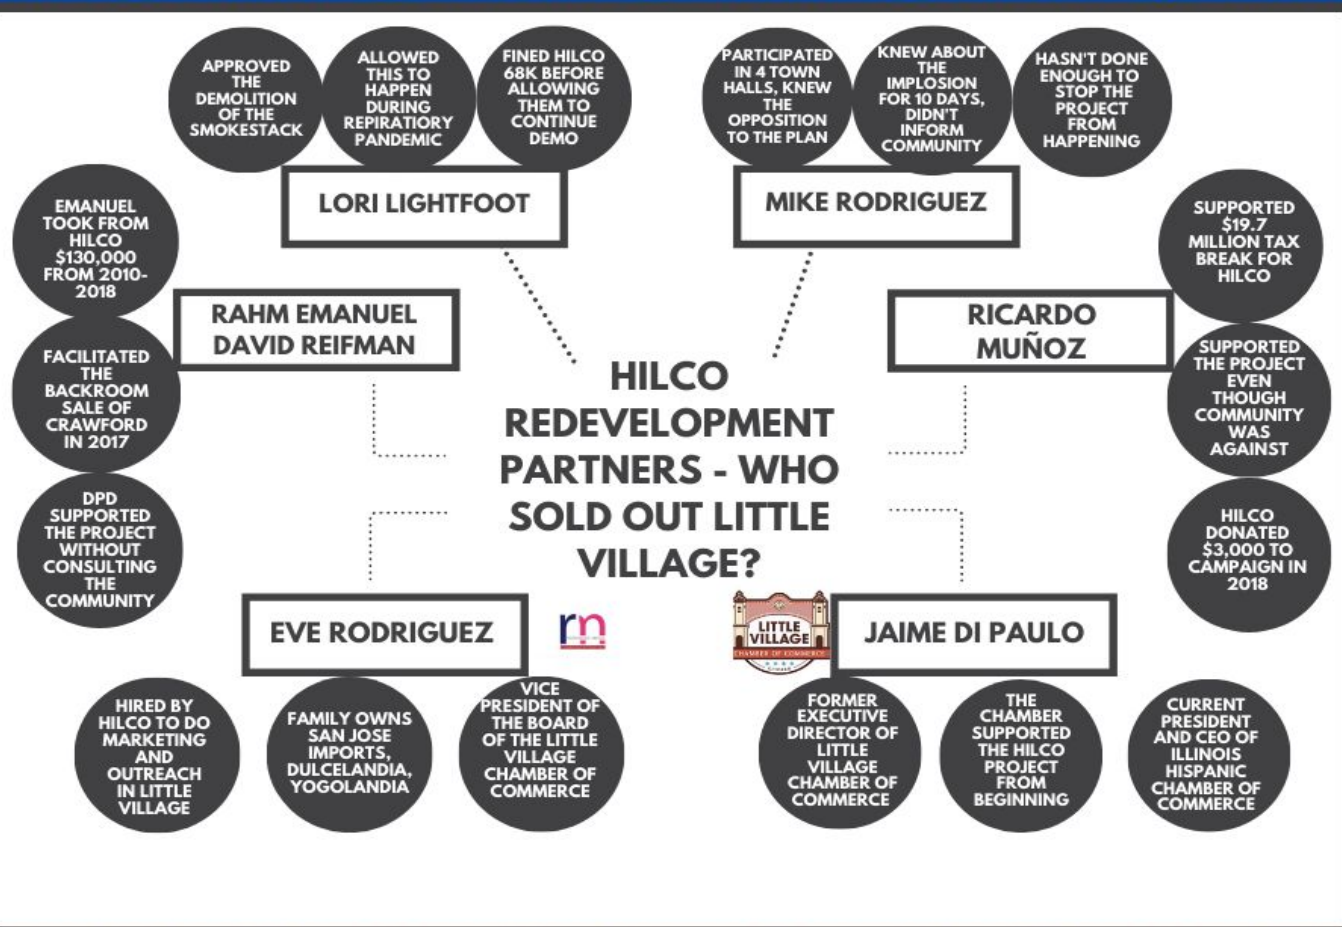 APPROVED
THE
DEMOLITION
OF THE
SMOKESTACK
ALLOWED
THIS TO
HAPPEN
DURING
REPIRATIORY
PANDEMIC
FINED HILCO
68K BEFORE
ALLOWING
THEM TO
CONTINUE
DEMO
LORI LIGHTFOOT
PARTICIPATED
IN 4 TOWN
HALLS, KNEW
THE
OPPOSITION
TO THE PLAN
KNEW ABOUT
THE
IMPLOSION
FOR 10 DAYS,
DIDN'T
INFORM
COMMUNITY
HASN'T DONE
ENOUGH TO
STOP THE
PROJECT
FROM
HAPPENING
MIKE RODRIGUEZ
EMANUEL
TOOK FROM
HILCO
$130,000
FROM 2010-
2018
FACILITATED
THE
BACKROOM
SALE OF
CRAWFORD
IN 2017
DPD
SUPPORTED
THE PROJECT
WITHOUT
CONSULTING
THE
COMMUNITY
RAHM EMANUEL
DAVID REIFMAN
RICARDO
MUÑOZ
SUPPORTED
$19.7
MILLION TAX
BREAK FOR
HILCO
SUPPORTED
THE PROJECT
EVEN
THOUGH
COMMUNITY
WAS
AGAINST
HILCO
DONATED
$3,000 TO
CAMPAIGN IN
2018
HILCO
REDEVELOPMENT
PARTNERS - WHO
SOLD OUT LITTLE
VILLAGE?
EVE RODRIGUEZ
rn
HIRED BY
HILCO TO DO
MARKETING
AND
OUTREACH
IN LITTLE
VILLAGE
FAMILY OWNS
SAN JOSE
IMPORTS,
DULCELANDIA,
YOGOLANDIA
VICE
PRESIDENT OF
THE BOARD
OF THE LITTLE
VILLAGE
CHAMBER OF
COMMERCE
LITTLE
VILLAGE
CHAMBER OF COMMERCE
JAIME DI PAULO
FORMER
EXECUTIVE
DIRECTOR OF
LITTLE
VILLAGE
CHAMBER OF
COMMERCE
THE
CHAMBER
SUPPORTED
THE HILCO
PROJECT
FROM
BEGINNING
CURRENT
PRESIDENT
AND CEO OF
ILLINOIS
HISPANIC
CHAMBER OF
COMMERCE